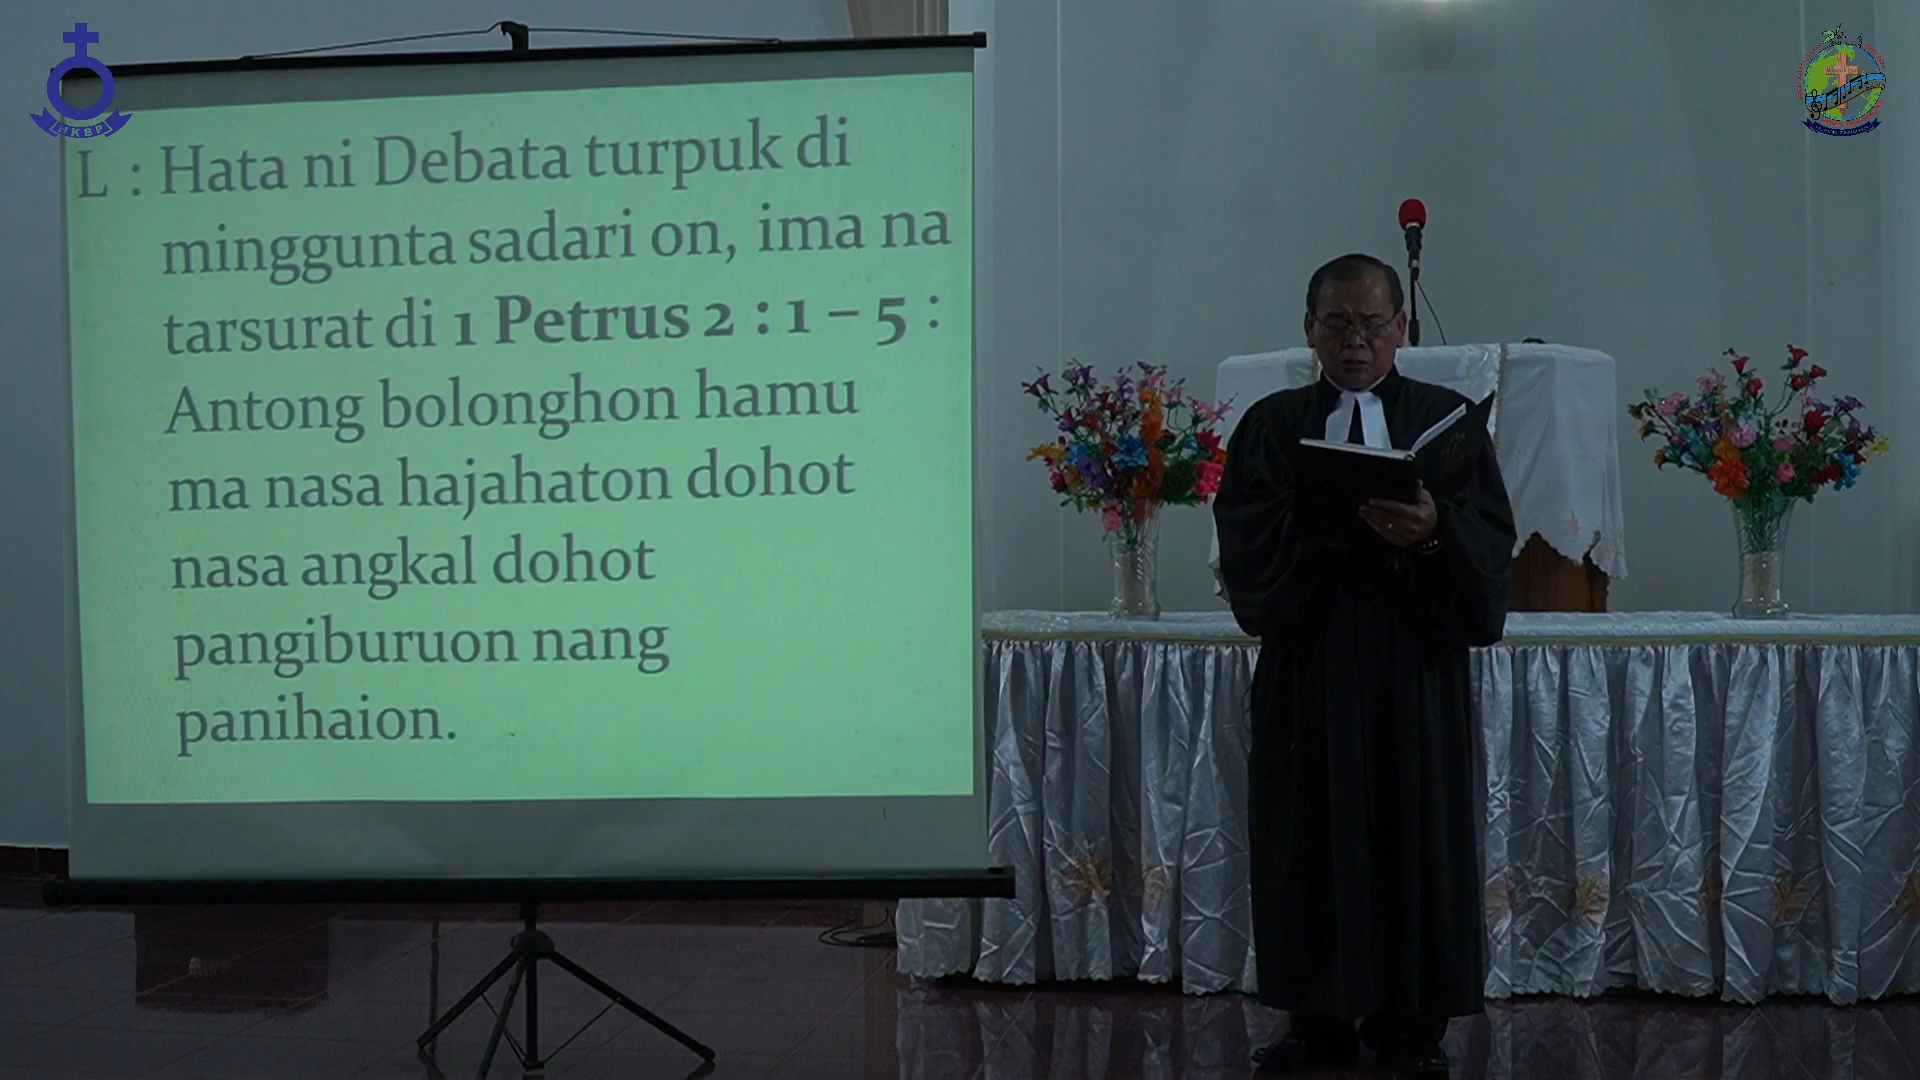 L : Hata ni Debata turpuk di
minggunta sadari on, ima na
tarsurat di 1 Petrus 2 : 1 – 5 :
Antong bolonghon hamu
ma nasa hajahaton dohot
nasa angkal dohot
pangiburuon nang
panihaion.
HKBP